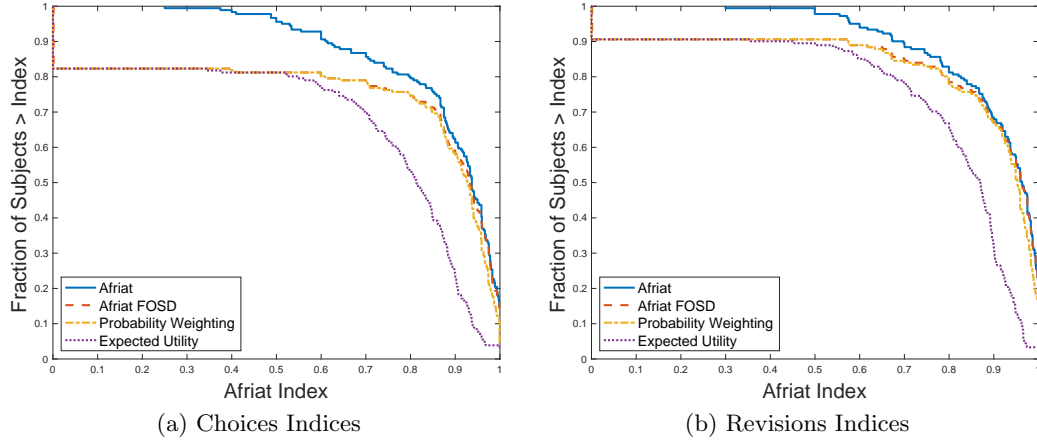 1
0.9
0.8
0.7
0.6
0.5
0.4
0.3
0.2
0.1
0
Fraction of Subjects > Index
Afriat
Afriat FOSD
Probability Weighting
Expected Utility
0 0.1 0.2 0.3 0.4 0.5 0.6 0.7 0.8 0.9 1
Afriat Index
(a) Choices Indices
1
0.9
0.8
0.7
0.6
0.5
0.4
0.3
0.2
0.1
0
Fraction of Subjects > Index
Afriat
Afriat FOSD
Probability Weighting
Expected Utility
0 0.1 0.2 0.3 0.4 0.5 0.6 0.7 0.8 0.9 1
Afriat Index
(b) Revisions Indices